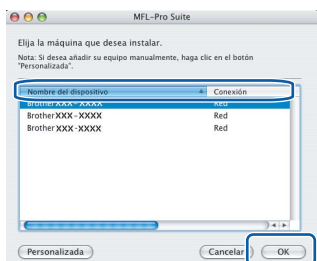 MFL-Pro Suite
Elija la máquina que desea instalar.
Nota: Si desea añadir su equipo manualmente, haga clic en el botón
"Personalizada".
Nombre del dispositivo Conexión
Brother XXX-XXXX Red
Brother XXX-XXXX Red
Brother XXX-XXXX Red
Personalizada Cancelar OK